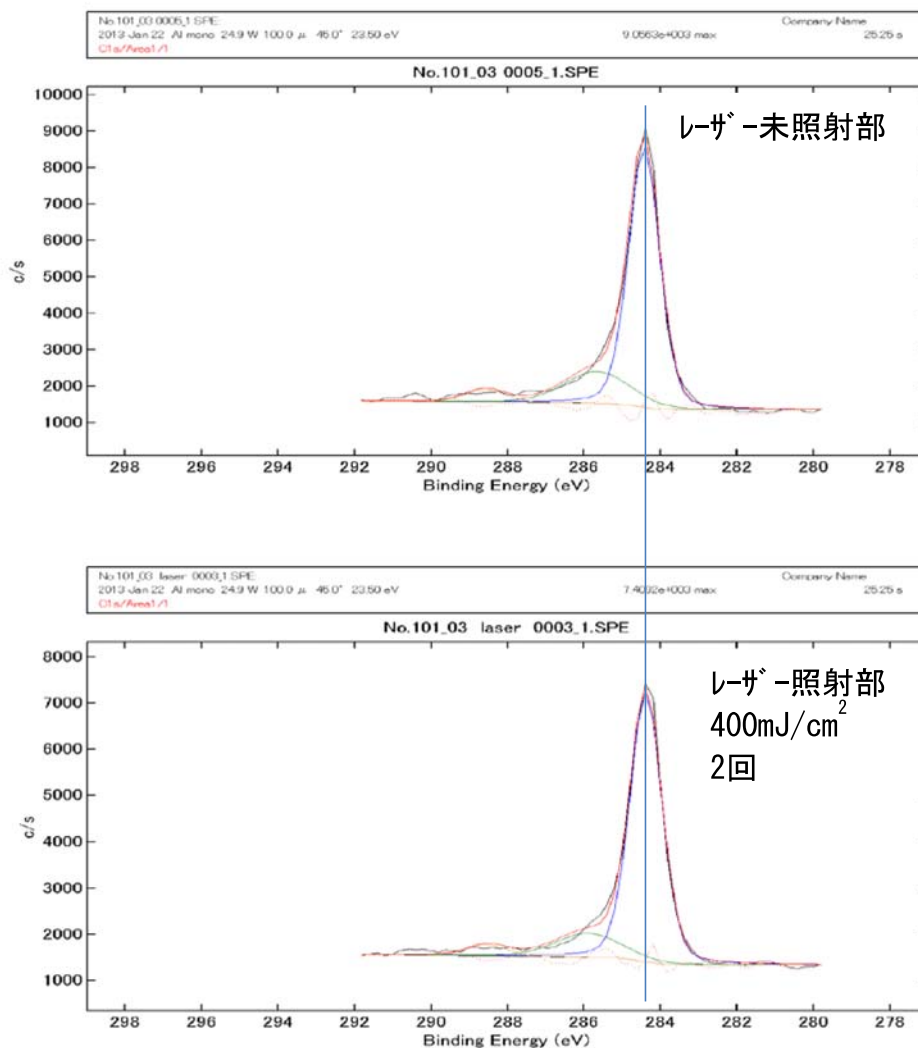 No.101_03 0005_1.SPE Company Name
2013 Jan 22 Al mono 24.9 W 100.0 μ 45.0° 23.50 eV 9.0563e+003 max 25.25 s
C1s/Area1/1
No.101_03 0005_1.SPE
レーザー未照射部
10000
9000
8000
7000
6000
5000
4000
3000
2000
1000
c/s
298 296 294 292 290 288 286 284 282 280 278
Binding Energy (eV)
No.101_03 laser 0003_1.SPE Company Name
2013 Jan 22 Al mono 24.9 W 100.0 μ 45.0° 23.50 eV max 25.25 s
C1s/Area1/1
No.101_03 laser 0003_1.SPE
レーザー照射部
400mJ/cm²
2回
8000
7000
6000
5000
4000
3000
2000
1000
c/s
298 296 294 292 290 288 286 284 282 280 278
Binding Energy (eV)